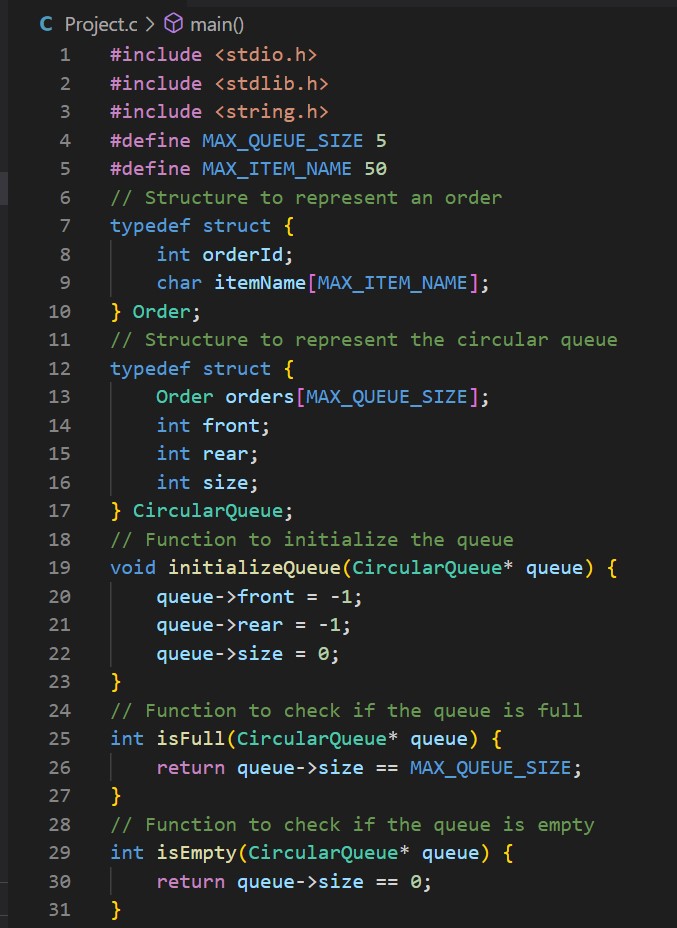 C Project.c > main()
1 #include <stdio.h>
2 #include <stdlib.h>
3 #include <string.h>
4 #define MAX_QUEUE_SIZE 5
5 #define MAX_ITEM_NAME 50
6 // Structure to represent an order
7 typedef struct {
8     int orderId;
9     char itemName[MAX_ITEM_NAME];
10 } Order;
11 // Structure to represent the circular queue
12 typedef struct {
13     Order orders[MAX_QUEUE_SIZE];
14     int front;
15     int rear;
16     int size;
17 } CircularQueue;
18 // Function to initialize the queue
19 void initializeQueue(CircularQueue* queue) {
20     queue->front = -1;
21     queue->rear = -1;
22     queue->size = 0;
23 }
24 // Function to check if the queue is full
25 int isFull(CircularQueue* queue) {
26     return queue->size == MAX_QUEUE_SIZE;
27 }
28 // Function to check if the queue is empty
29 int isEmpty(CircularQueue* queue) {
30     return queue->size == 0;
31 }